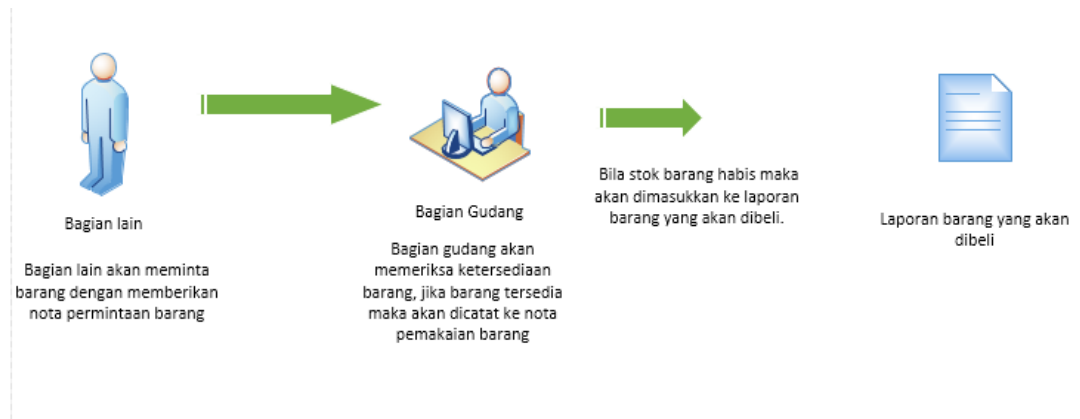 Bagian lain
Bagian lain akan meminta
barang dengan memberikan
nota permintaan barang
Bagian Gudang
Bagian gudang akan
memeriksa ketersediaan
barang, jika barang tersedia
maka akan dicatat ke nota
pemakaian barang
Bila stok barang habis maka
akan dimasukkan ke laporan
barang yang akan dibeli.
Laporan barang yang akan
dibeli